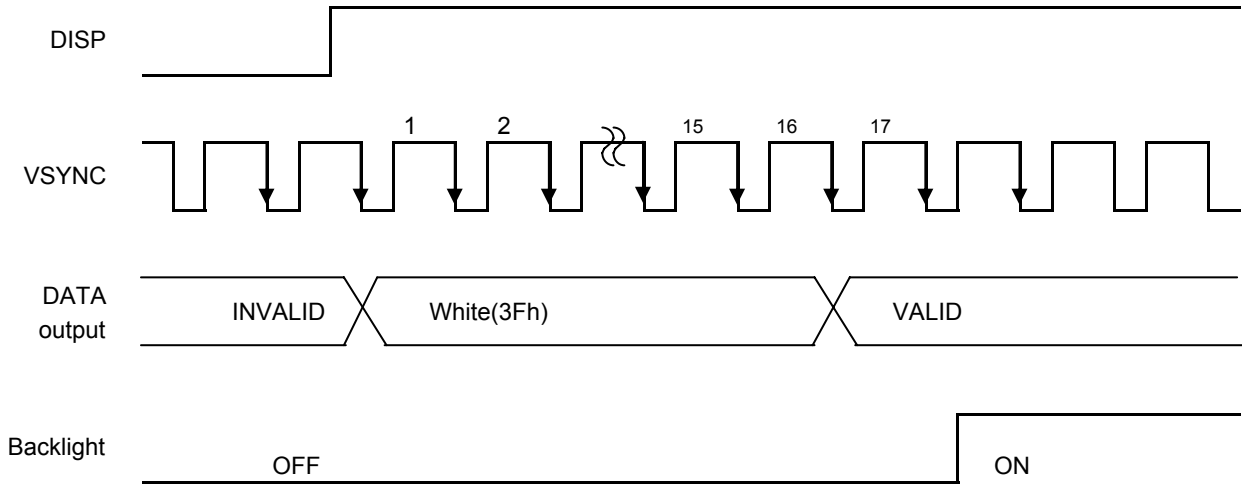 DISP
1 2 15 16 17
VSYNC
DATA
output
INVALID White(3Fh) VALID
Backlight
OFF ON